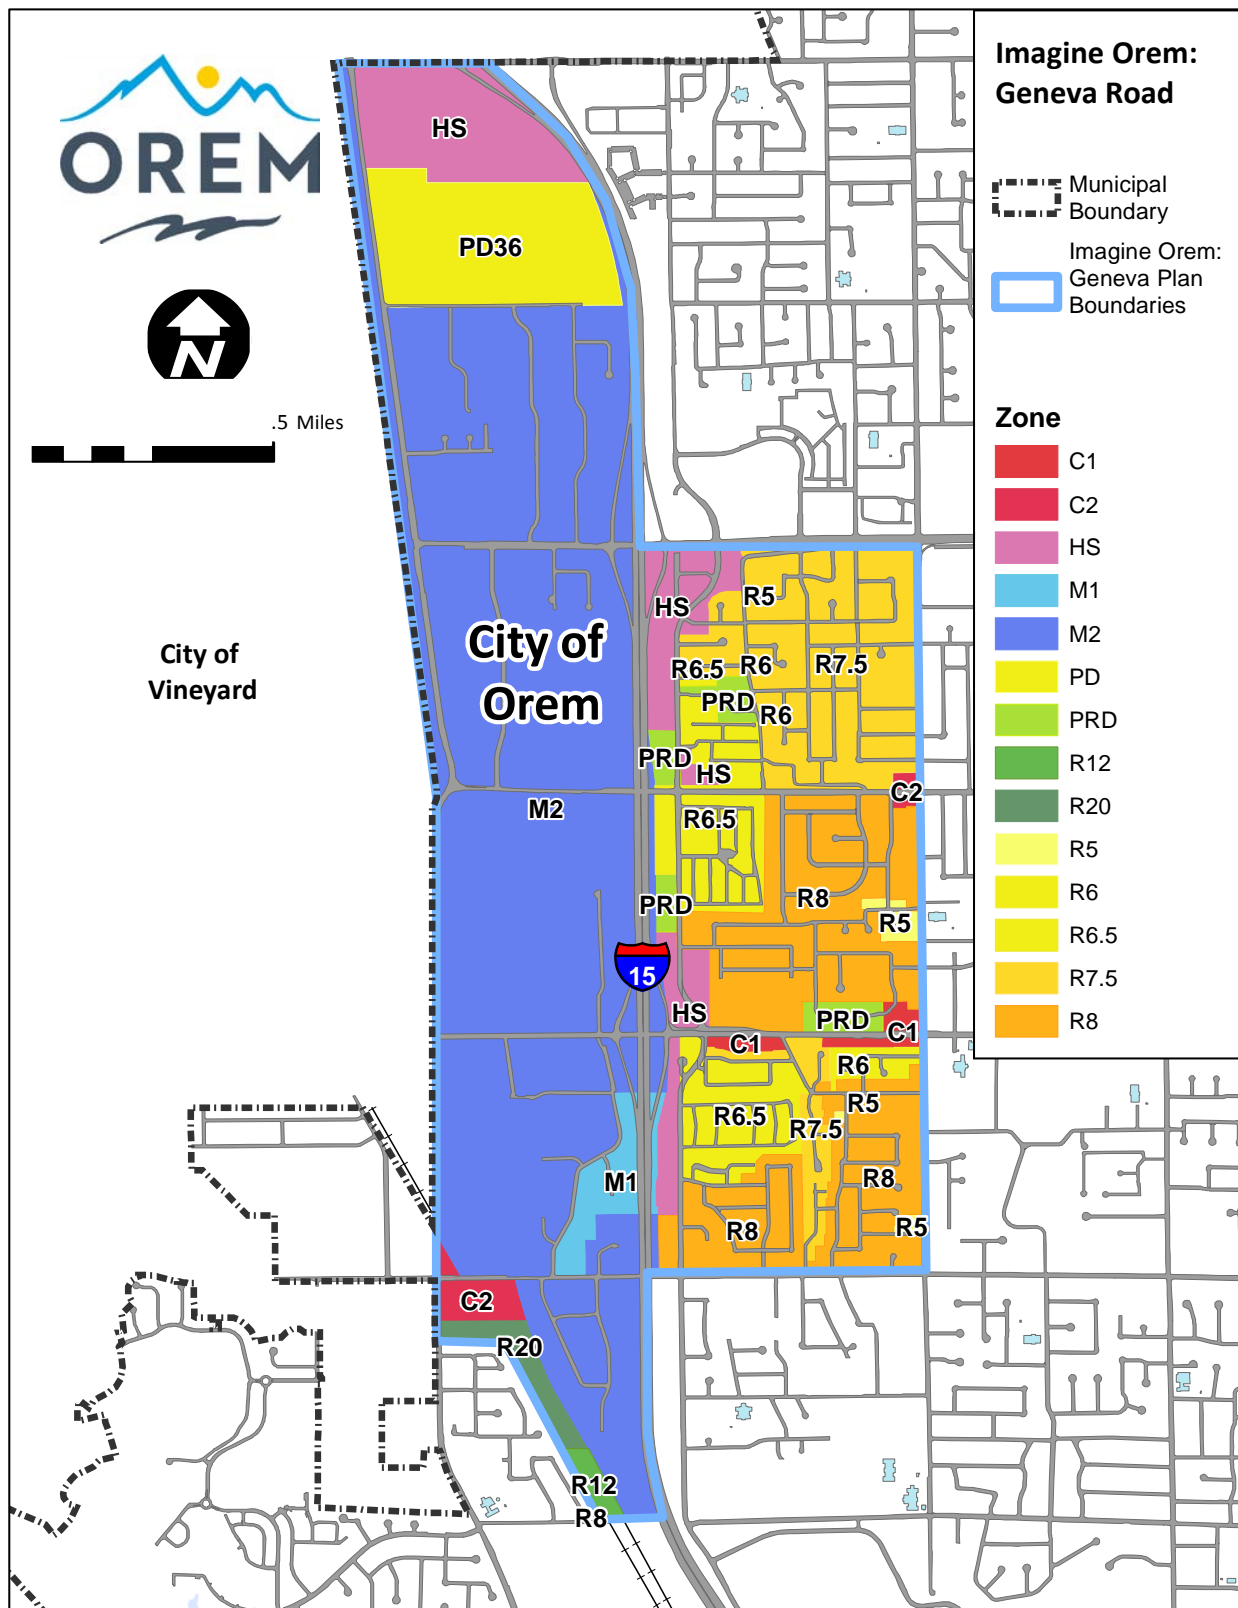 Imagine Orem:
Geneva Road
OREM
N
.5 Miles
Municipal
Boundary
Imagine Orem:
Geneva Plan
Boundaries
Zone
C1
C2
HS
M1
M2
PD
PRD
R12
R20
R5
R6
R6.5
R7.5
R8
City of
Vineyard
City of
Orem
HS
PD36
R5
HS
R6.5
R6
R7.5
PRD
R6
PRD
HS
C2
M2
R6.5
R8
PRD
R5
15
HS
PRD
C1
C1
R6
R5
R6.5
R7.5
M1
R8
R8
R5
C2
R20
R12
R8